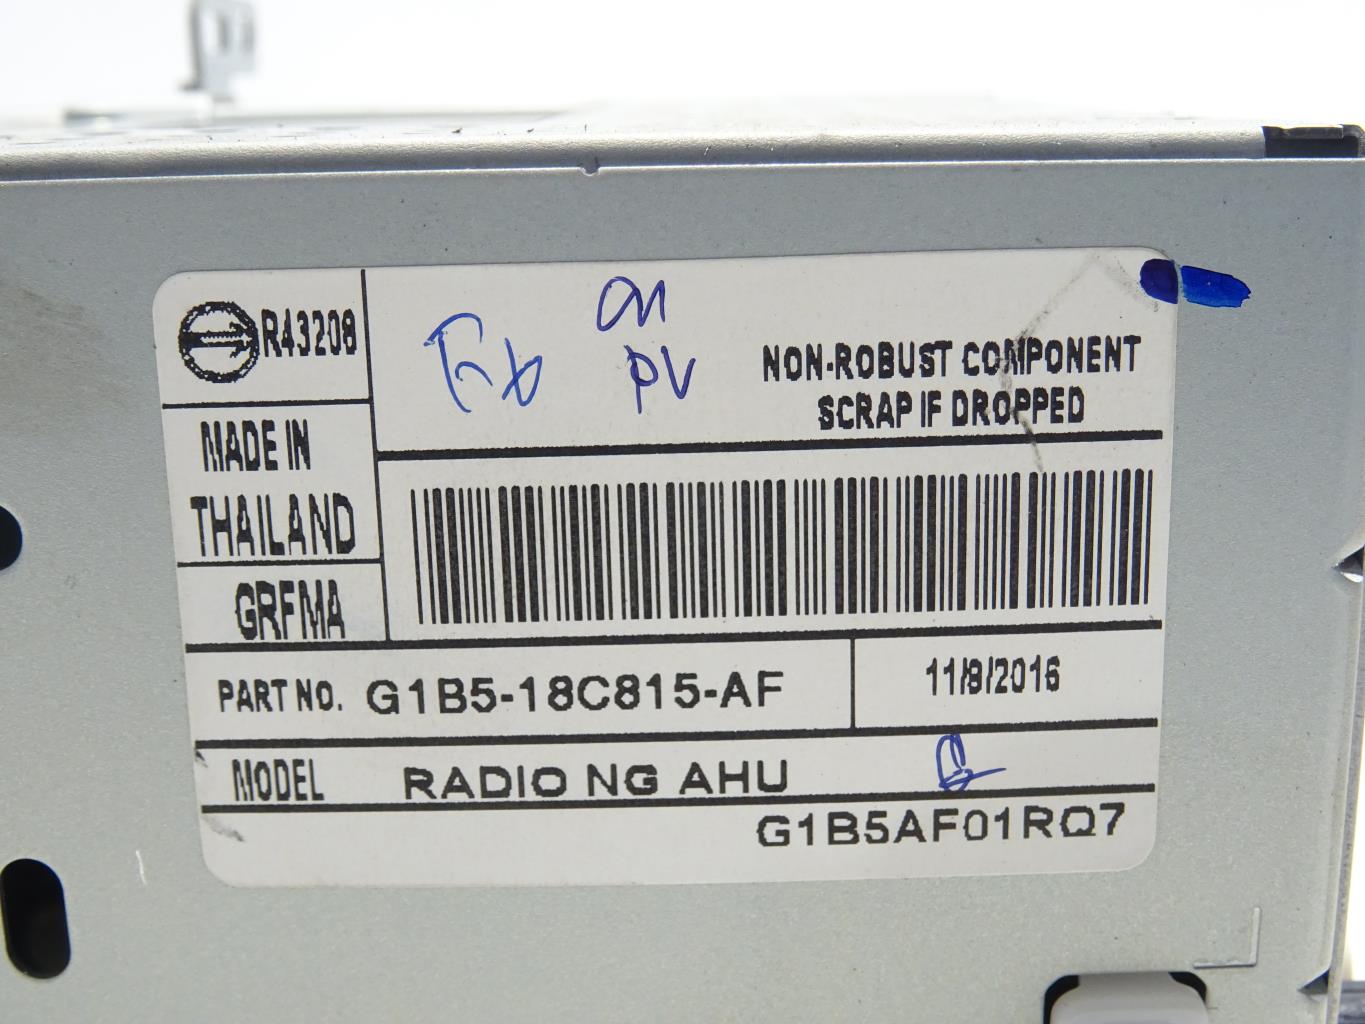 R43208
NON-ROBUST COMPONENT
SCRAP IF DROPPED
MADE IN
THAILAND
GRFMA
PART NO. G1B5-18C815-AF
11/8/2016
MODEL RADIO NG AHU
G1B5AF01RQ7